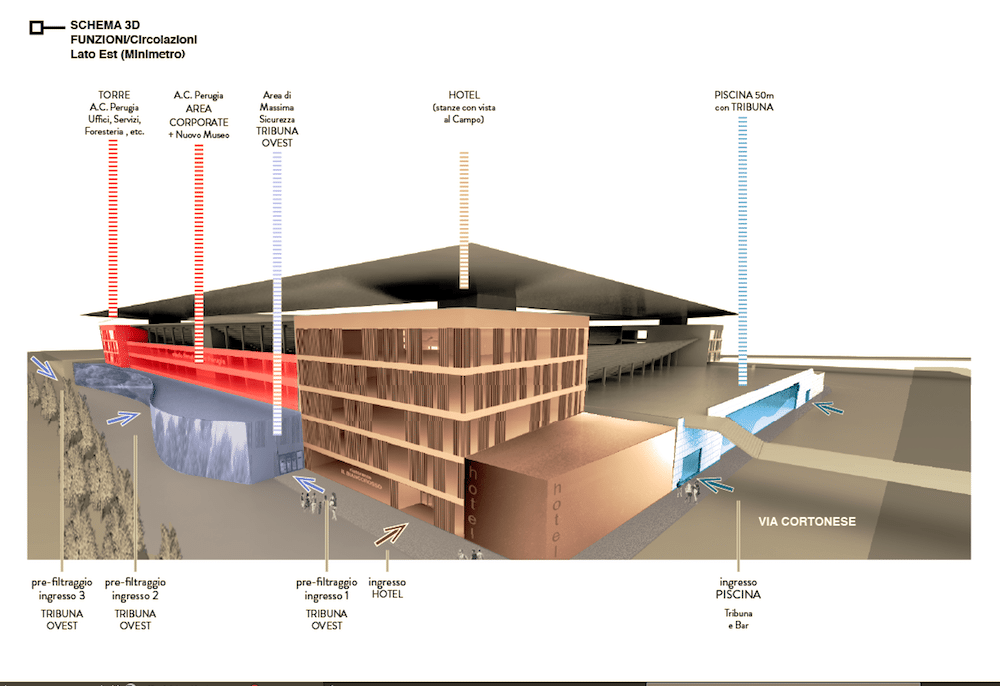 SCHEMA 3D
FUNZIONI/Circolazioni
Lato Est (Minimetro)
TORRE
A.C. Perugia
Uffici, Servizi,
Foresteria , etc.
A.C. Perugia
AREA
CORPORATE
+ Nuovo Museo
Area di
Massima
Sicurezza
TRIBUNA
OVEST
HOTEL
(stanze con vista
al Campo)
PISCINA 50m
con TRIBUNA
IL BIANCOROSSO
hotel
hotel
VIA CORTONESE
pre-filtraggio
ingresso 3
TRIBUNA
OVEST
pre-filtraggio
ingresso 2
TRIBUNA
OVEST
pre-filtraggio
ingresso 1
TRIBUNA
OVEST
ingresso
HOTEL
ingresso
PISCINA
Tribuna
e Bar